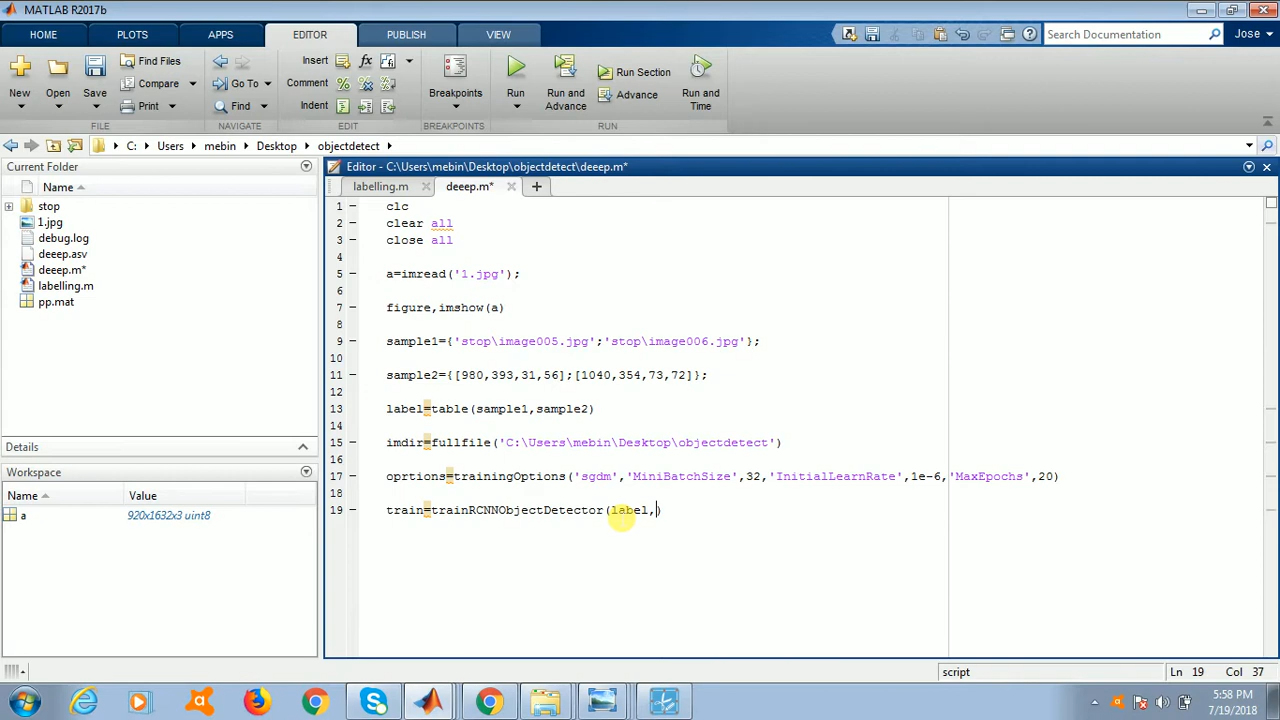 MATLAB R2017b
HOME PLOTS APPS EDITOR PUBLISH VIEW Search Documentation Jose
New Open Save Find Files Compare Print Go To Find Insert fx Comment % Indent Breakpoints Run Run and Advance Run Section Advance Run and Time
FILE NAVIGATE EDIT BREAKPOINTS RUN
C: Users mebin Desktop objectdetect
Current Folder
Name
stop
1.jpg
debug.log
deeep.asv
deeep.m*
labelling.m
pp.mat
Details
Workspace
Name Value
a 920x1632x3 uint8
Editor - C:\Users\mebin\Desktop\objectdetect\deeep.m*
labelling.m deeep.m*
1 clc
2 clear all
3 close all
4
5 a=imread('1.jpg');
6
7 figure,imshow(a)
8
9 sample1={'stop\image005.jpg';'stop\image006.jpg'};
10
11 sample2={[980,393,31,56];[1040,354,73,72]};
12
13 label=table(sample1,sample2)
14
15 imdir=fullfile('C:\Users\mebin\Desktop\objectdetect')
16
17 oprtions=trainingOptions('sgdm','MiniBatchSize',32,'InitialLearnRate',1e-6,'MaxEpochs',20)
18
19 train=trainRCNNObjectDetector(label,)
script Ln 19 Col 37
5:58 PM
7/19/2018